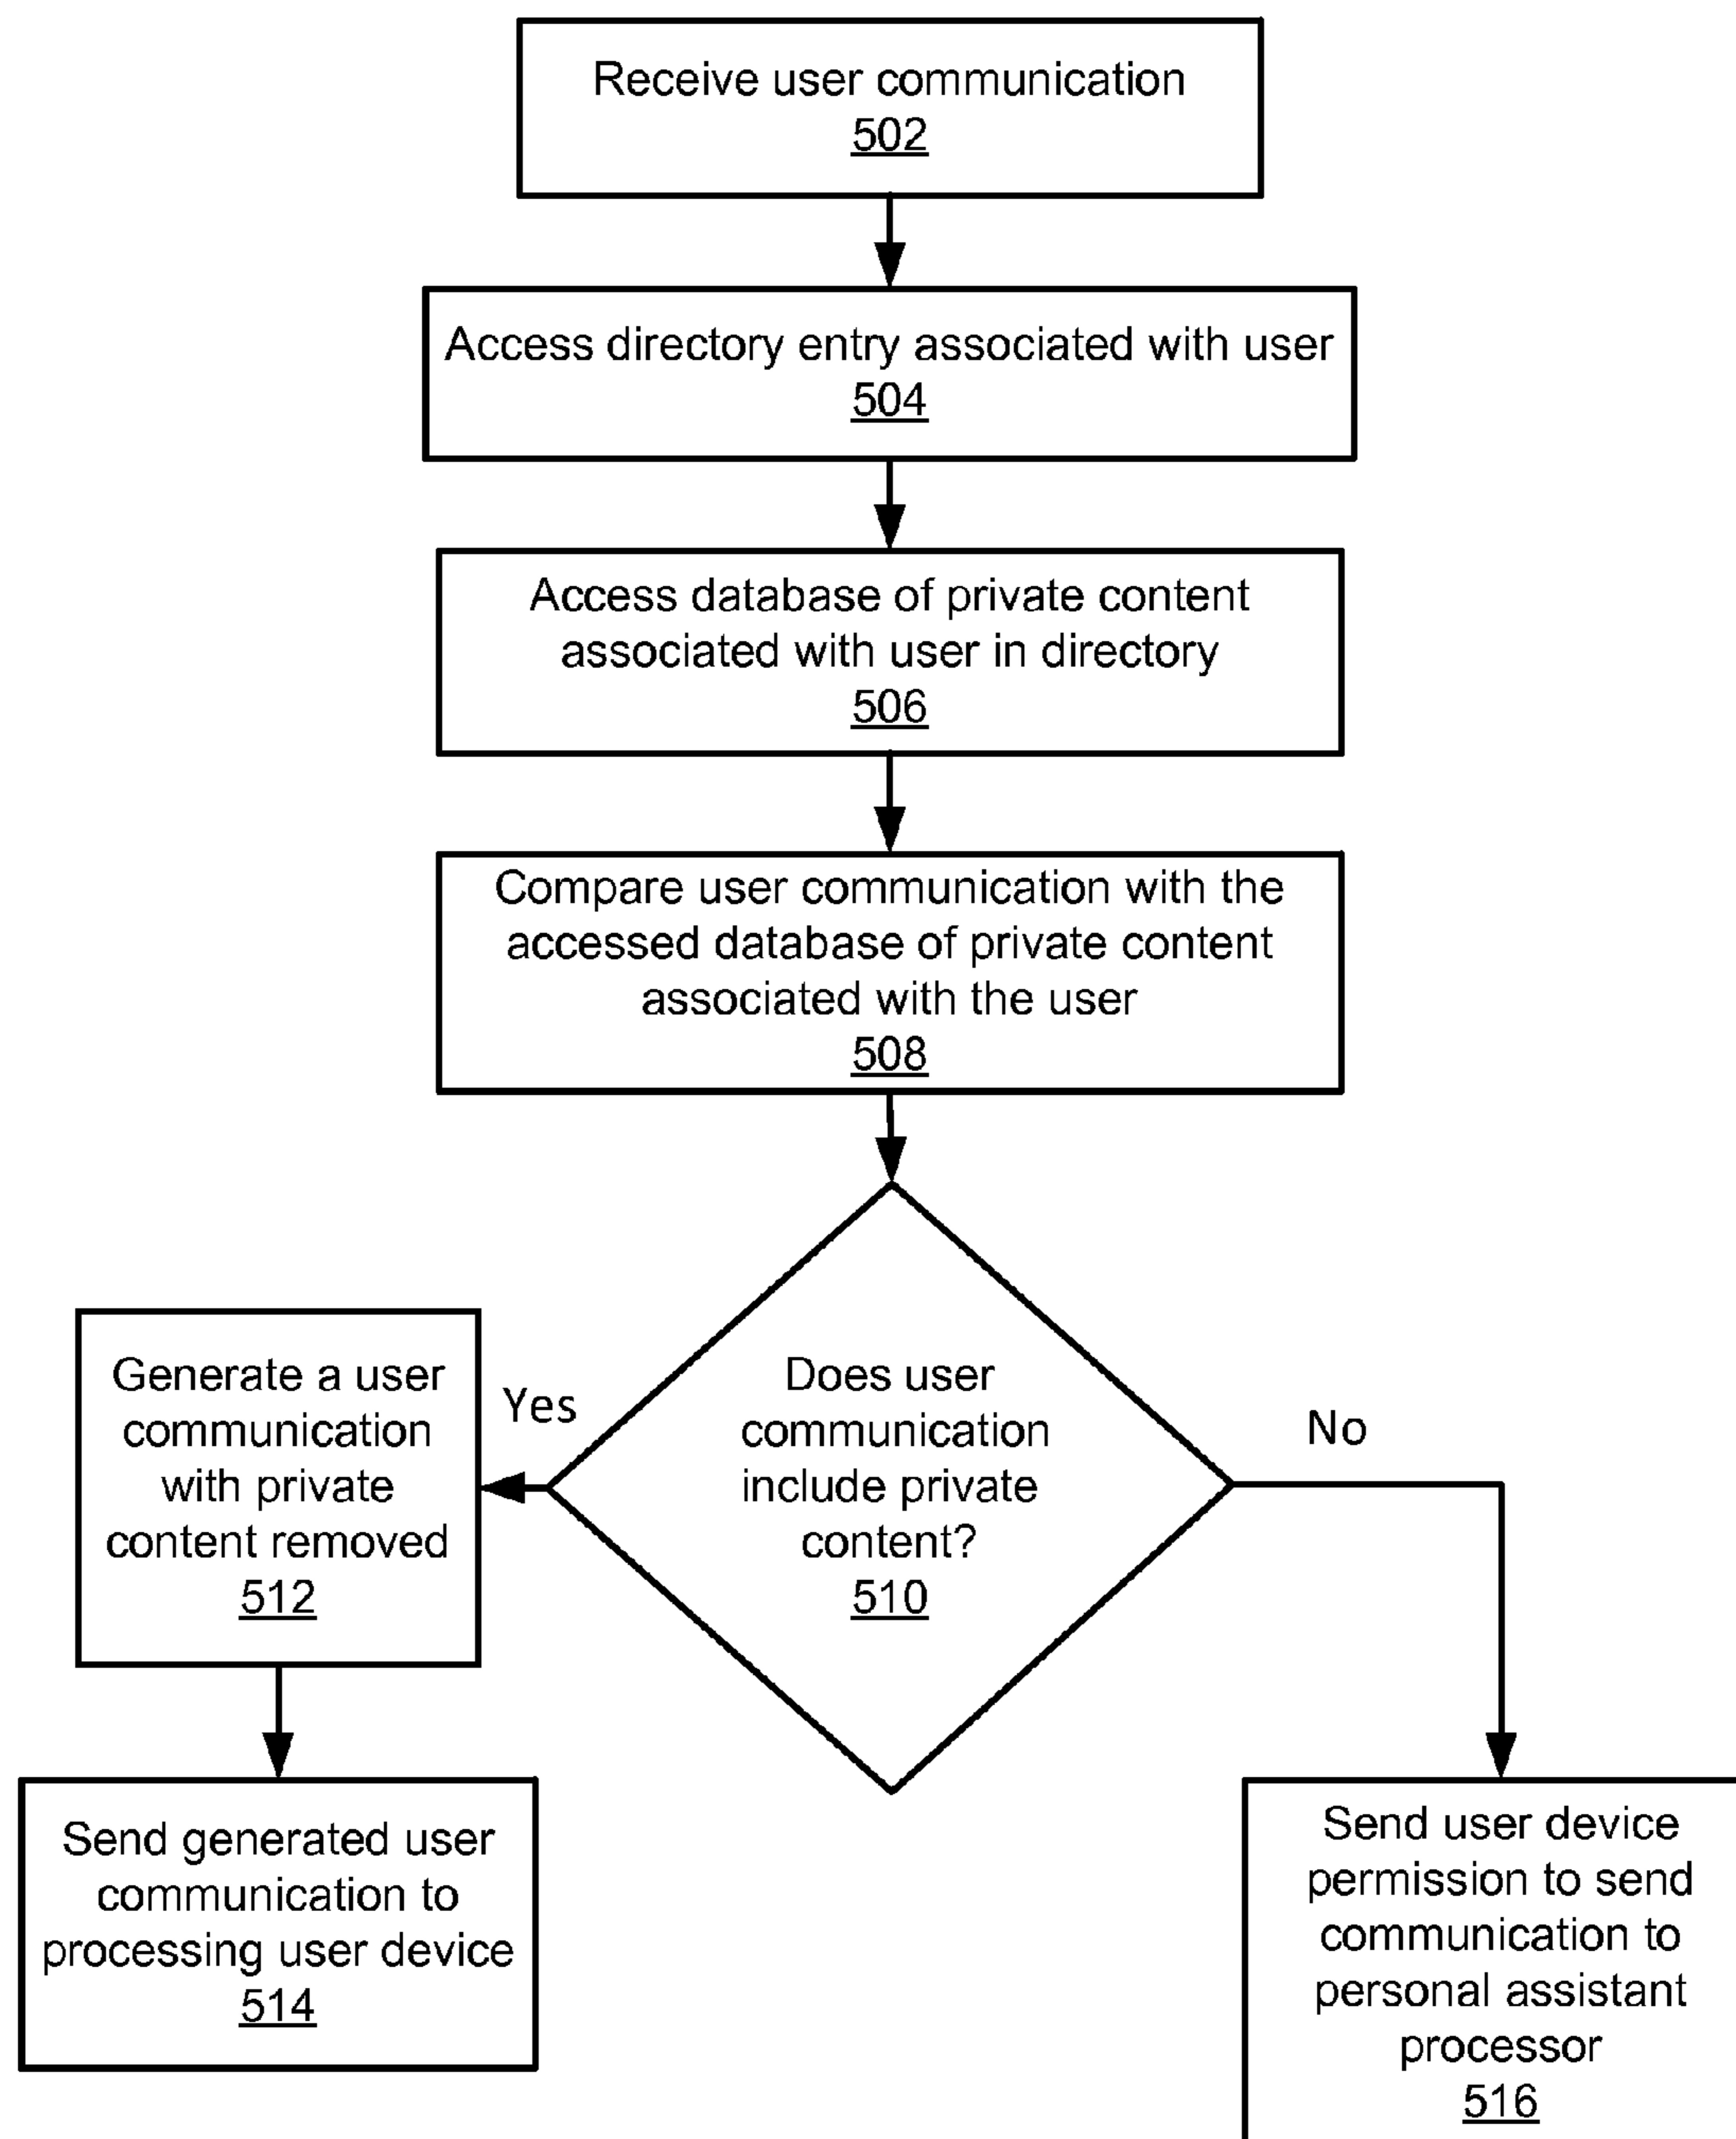 Receive user communication
502
Access directory entry associated with user
504
Access database of private content
associated with user in directory
506
Compare user communication with the
accessed database of private content
associated with the user
508
Does user
communication
include private
content?
510
Yes
No
Generate a user
communication
with private
content removed
512
Send generated user
communication to
processing user device
514
Send user device
permission to send
communication to
personal assistant
processor
516